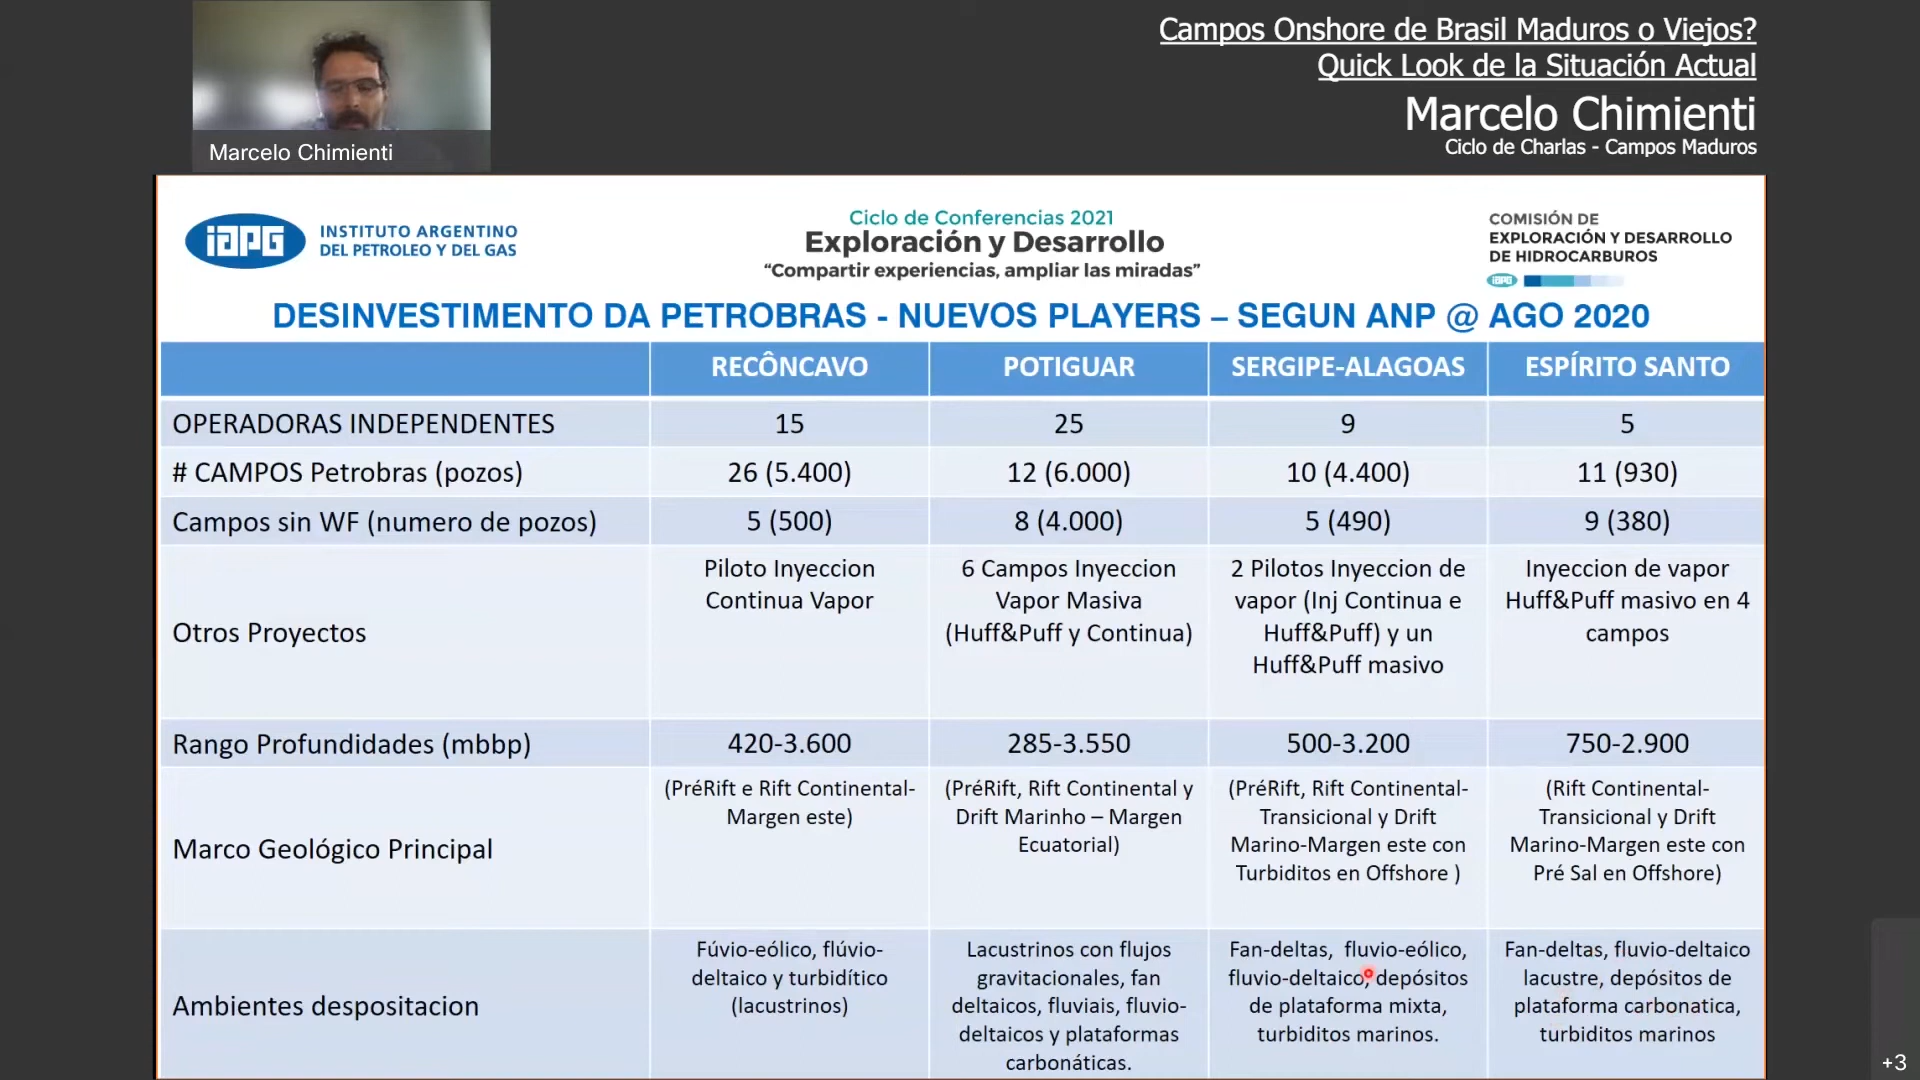 Campos Onshore de Brasil Maduros o Viejos?
Quick Look de la Situación Actual
Marcelo Chimienti
Ciclo de Charlas - Campos Maduros
Marcelo Chimienti
iapg
INSTITUTO ARGENTINO
DEL PETROLEO Y DEL GAS
Ciclo de Conferencias 2021
Exploración y Desarrollo
“Compartir experiencias, ampliar las miradas”
COMISIÓN DE
EXPLORACIÓN Y DESARROLLO
DE HIDROCARBUROS
iapg
DESINVESTIMENTO DA PETROBRAS - NUEVOS PLAYERS – SEGUN ANP @ AGO 2020
RECÔNCAVO POTIGUAR SERGIPE-ALAGOAS ESPÍRITO SANTO
OPERADORAS INDEPENDENTES 15 25 9 5
# CAMPOS Petrobras (pozos) 26 (5.400) 12 (6.000) 10 (4.400) 11 (930)
Campos sin WF (numero de pozos) 5 (500) 8 (4.000) 5 (490) 9 (380)
Otros Proyectos
Piloto Inyeccion
Continua Vapor
6 Campos Inyeccion
Vapor Masiva
(Huff&Puff y Continua)
2 Pilotos Inyeccion de
vapor (Inj Continua e
Huff&Puff) y un
Huff&Puff masivo
Inyeccion de vapor
Huff&Puff masivo en 4
campos
Rango Profundidades (mbbp) 420-3.600 285-3.550 500-3.200 750-2.900
Marco Geológico Principal
(PréRift e Rift Continental-
Margen este)
(PréRift, Rift Continental y
Drift Marinho – Margen
Ecuatorial)
(PréRift, Rift Continental-
Transicional y Drift
Marino-Margen este con
Turbiditos en Offshore )
(Rift Continental-
Transicional y Drift
Marino-Margen este con
Pré Sal en Offshore)
Ambientes despositacion
Fúvio-eólico, flúvio-
deltaico y turbidítico
(lacustrinos)
Lacustrinos con flujos
gravitacionales, fan
deltaicos, fluviais, fluvio-
deltaicos y plataformas
carbonáticas.
Fan-deltas, fluvio-eólico,
fluvio-deltaico, depósitos
de plataforma mixta,
turbiditos marinos.
Fan-deltas, fluvio-deltaico
lacustre, depósitos de
plataforma carbonatica,
turbiditos marinos
+3